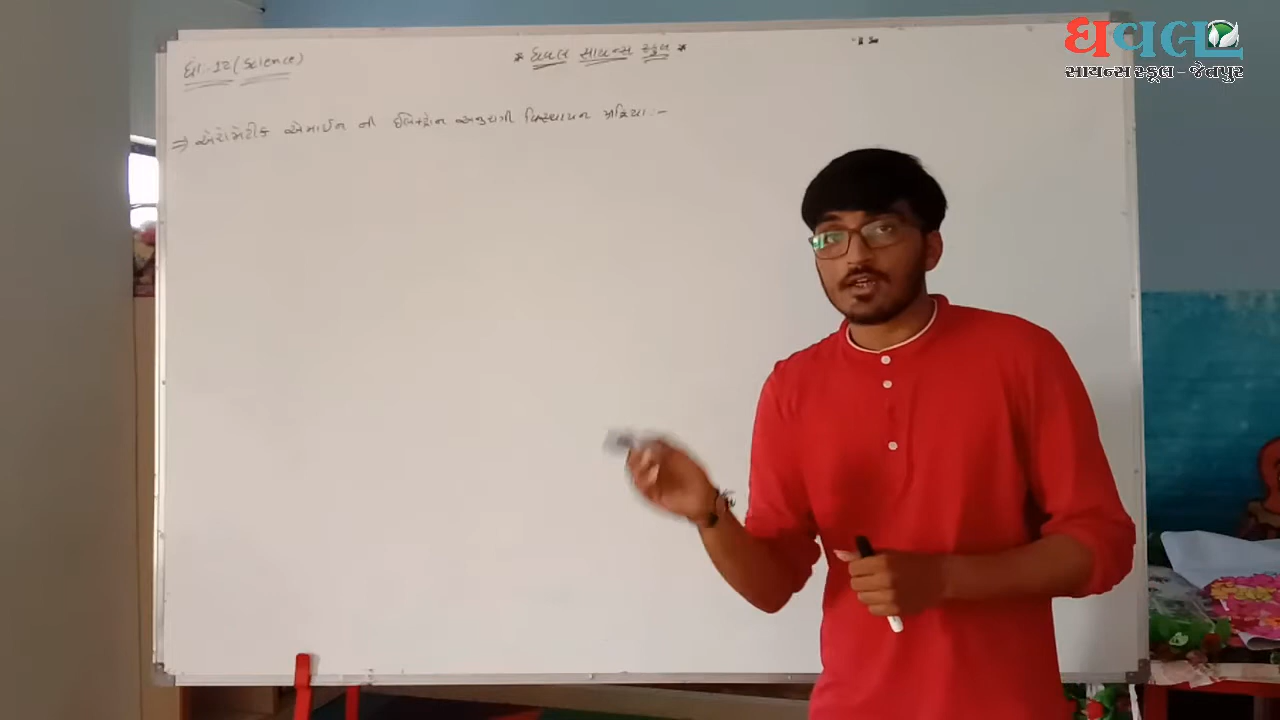 ધવલ
સાયન્સ સ્કૂલ - જેતપુર
ધો.-12 (Science)
* ધવલ સાયન્સ સ્કુલ *
⇒ એરોમેટીક એમાઈન ની ઈલેક્ટ્રોન અનુરાગી વિસ્થાપન પ્રક્રિયા :-